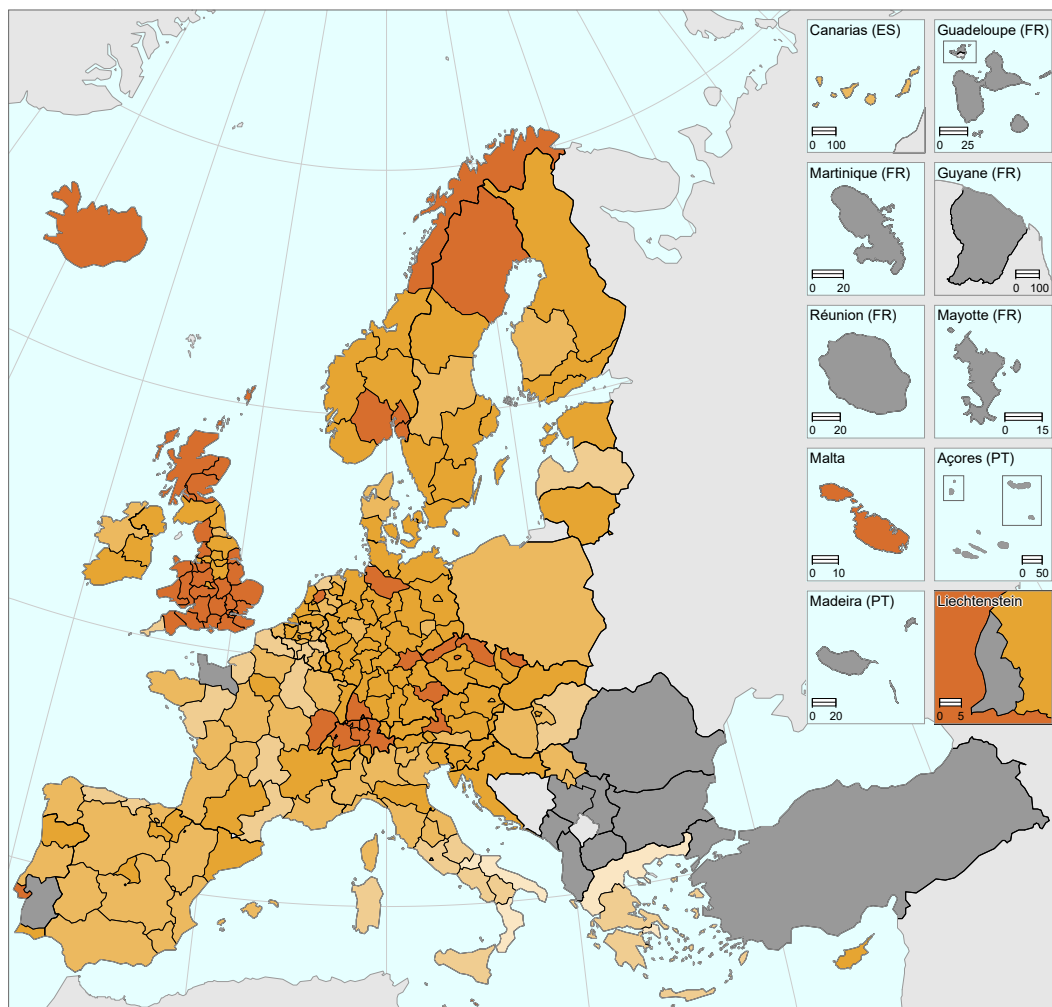 Canarias (ES)
0 100
Guadeloupe (FR)
0 25
Martinique (FR)
0 20
Guyane (FR)
0 100
Réunion (FR)
0 20
Mayotte (FR)
0 15
Malta
0 10
Açores (PT)
0 50
Madeira (PT)
0 20
Liechtenstein
0 5